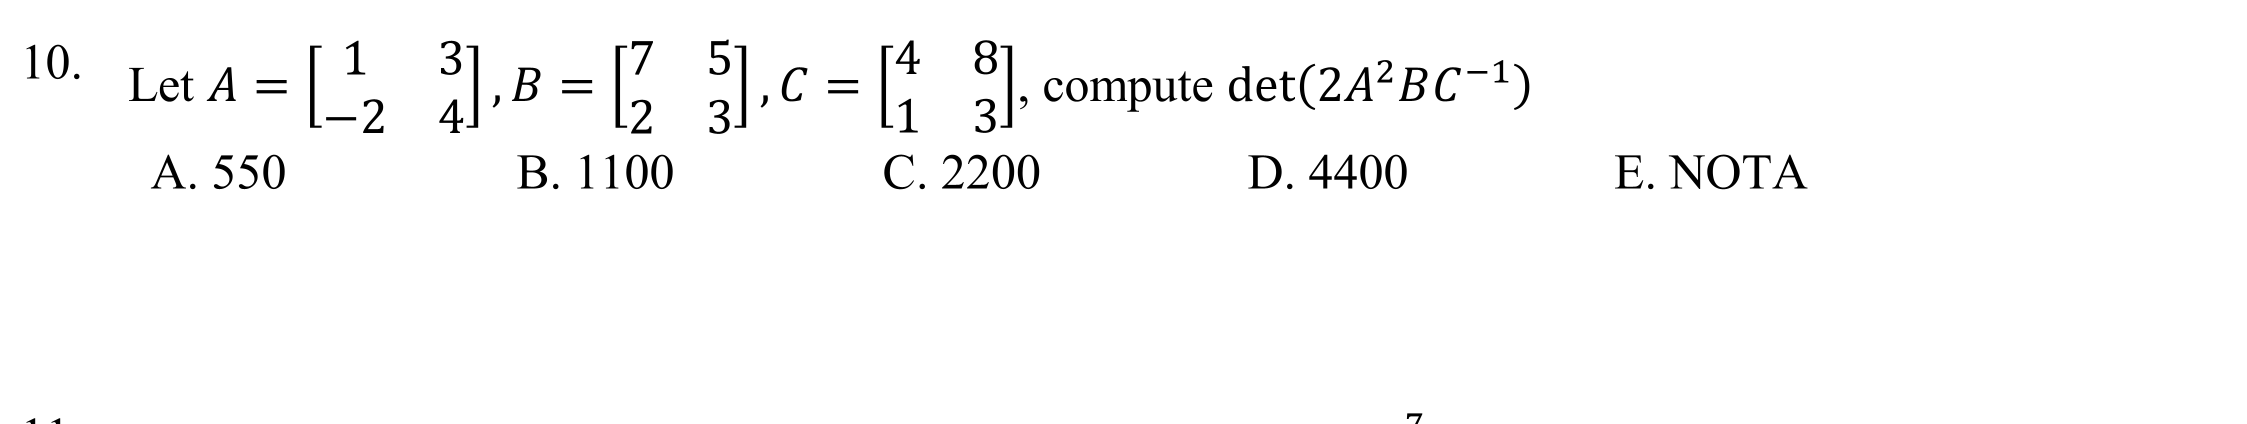 10. Let A = [1 3; −2 4], B = [7 5; 2 3], C = [4 8; 1 3], compute det(2A²BC⁻¹)
A. 550 B. 1100 C. 2200 D. 4400 E. NOTA
7